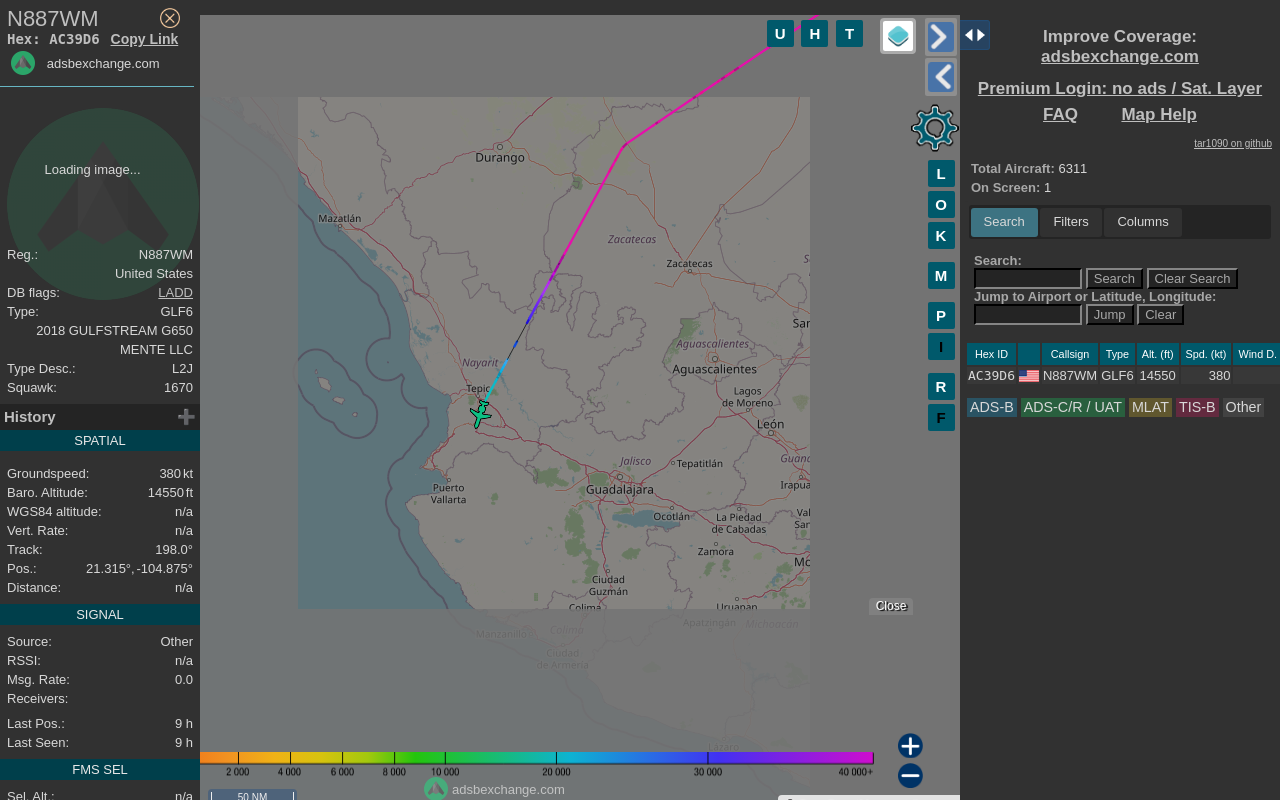 N887WM
Hex: AC39D6 Copy Link
adsbexchange.com
Loading image...
Reg.: N887WM
United States
DB flags: LADD
Type: GLF6
2018 GULFSTREAM G650
MENTE LLC
Type Desc.: L2J
Squawk: 1670
History
SPATIAL
Groundspeed: 380 kt
Baro. Altitude: 14550 ft
WGS84 altitude: n/a
Vert. Rate: n/a
Track: 198.0°
Pos.: 21.315°, -104.875°
Distance: n/a
SIGNAL
Source: Other
RSSI: n/a
Msg. Rate: 0.0
Receivers:
Last Pos.: 9 h
Last Seen: 9 h
FMS SEL
Sel. Alt.: n/a
U H T
L
O
K
M
P
I
R
F
Durango
Mazatlán
Zacatecas
Zacatecas
Nayarit
Tepic
Aguascalientes
Aguascalientes
Lagos
de Moreno
León
Jalisco
Tepatitlán
Puerto
Vallarta
Guadalajara
Ocotlán
La Piedad
de Cabadas
Zamora
Ciudad
Guzmán
Colima
Uruapan
Manzanillo
Colima
Apatzingán
Michoacán
Ciudad
de Armería
Close
2 000 4 000 6 000 8 000 10 000 20 000 30 000 40 000+
adsbexchange.com
50 NM
Improve Coverage:
adsbexchange.com
Premium Login: no ads / Sat. Layer
FAQ Map Help
tar1090 on github
Total Aircraft: 6311
On Screen: 1
Search Filters Columns
Search:
Search Clear Search
Jump to Airport or Latitude, Longitude:
Jump Clear
Hex ID Callsign Type Alt. (ft) Spd. (kt) Wind D.
AC39D6 N887WM GLF6 14550 380
ADS-B ADS-C/R / UAT MLAT TIS-B Other